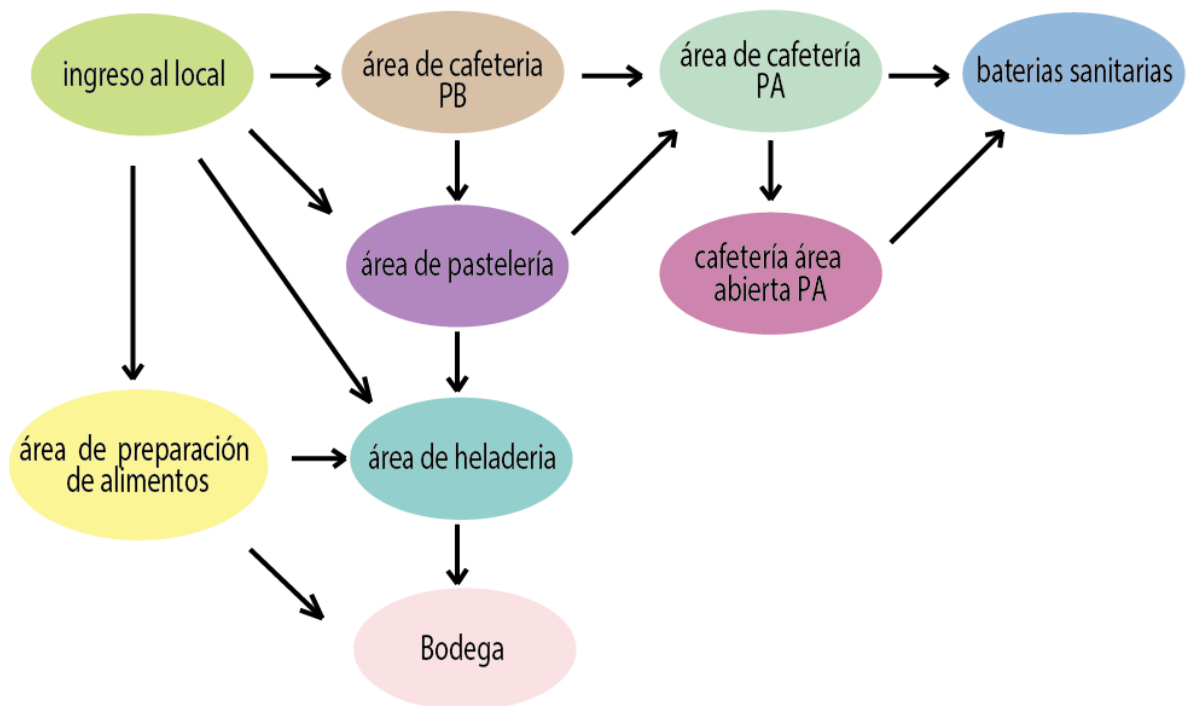 ingreso al local
área de cafeteria
PB
área de cafetería
PA
baterias sanitarias
área de pastelería
cafetería área
abierta PA
área de preparación
de alimentos
área de heladeria
Bodega